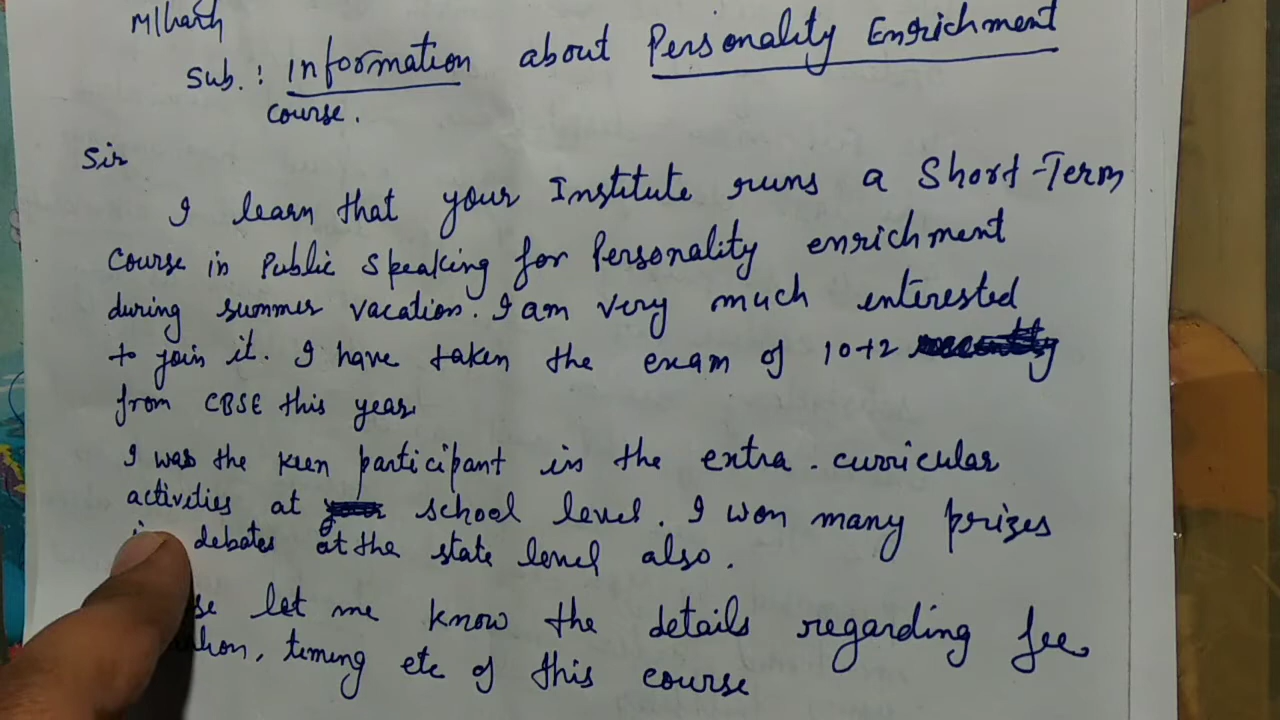 Sub. : Information about Personality Enrichment
course.
Sir
I learn that your Institute runs a Short-Term
Course in Public Speaking for Personality enrichment
during summer vacation. I am very much interested
to join it. I have taken the exam of 10+2
from CBSE this year.
I was the keen participant in the extra. curricular
activities at school level. I won many prizes
debates at the state level also.
let me know the details regarding fee
timing etc of this course